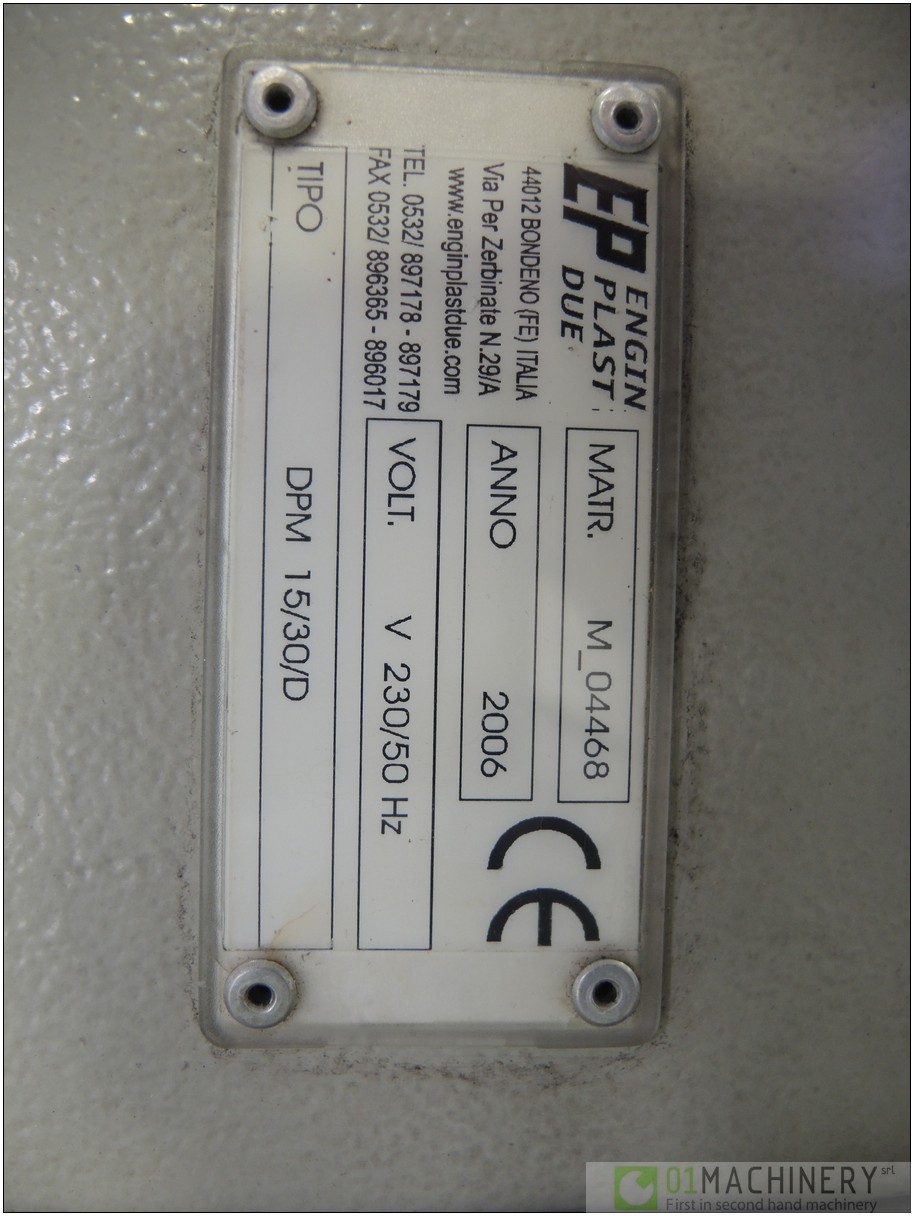 EP ENGIN
PLAST
DUE
44012 BONDENO (FE) ITALIA
Via Per Zerbinate N.29/A
www.enginplastdue.com
TEL. 0532/ 897178 - 897179
FAX 0532/ 896365 - 896017
MATR. M_04468
ANNO 2006
CE
VOLT. V 230/50 Hz
TIPO DPM 15/30/D
01MACHINERY srl
First in second hand machinery